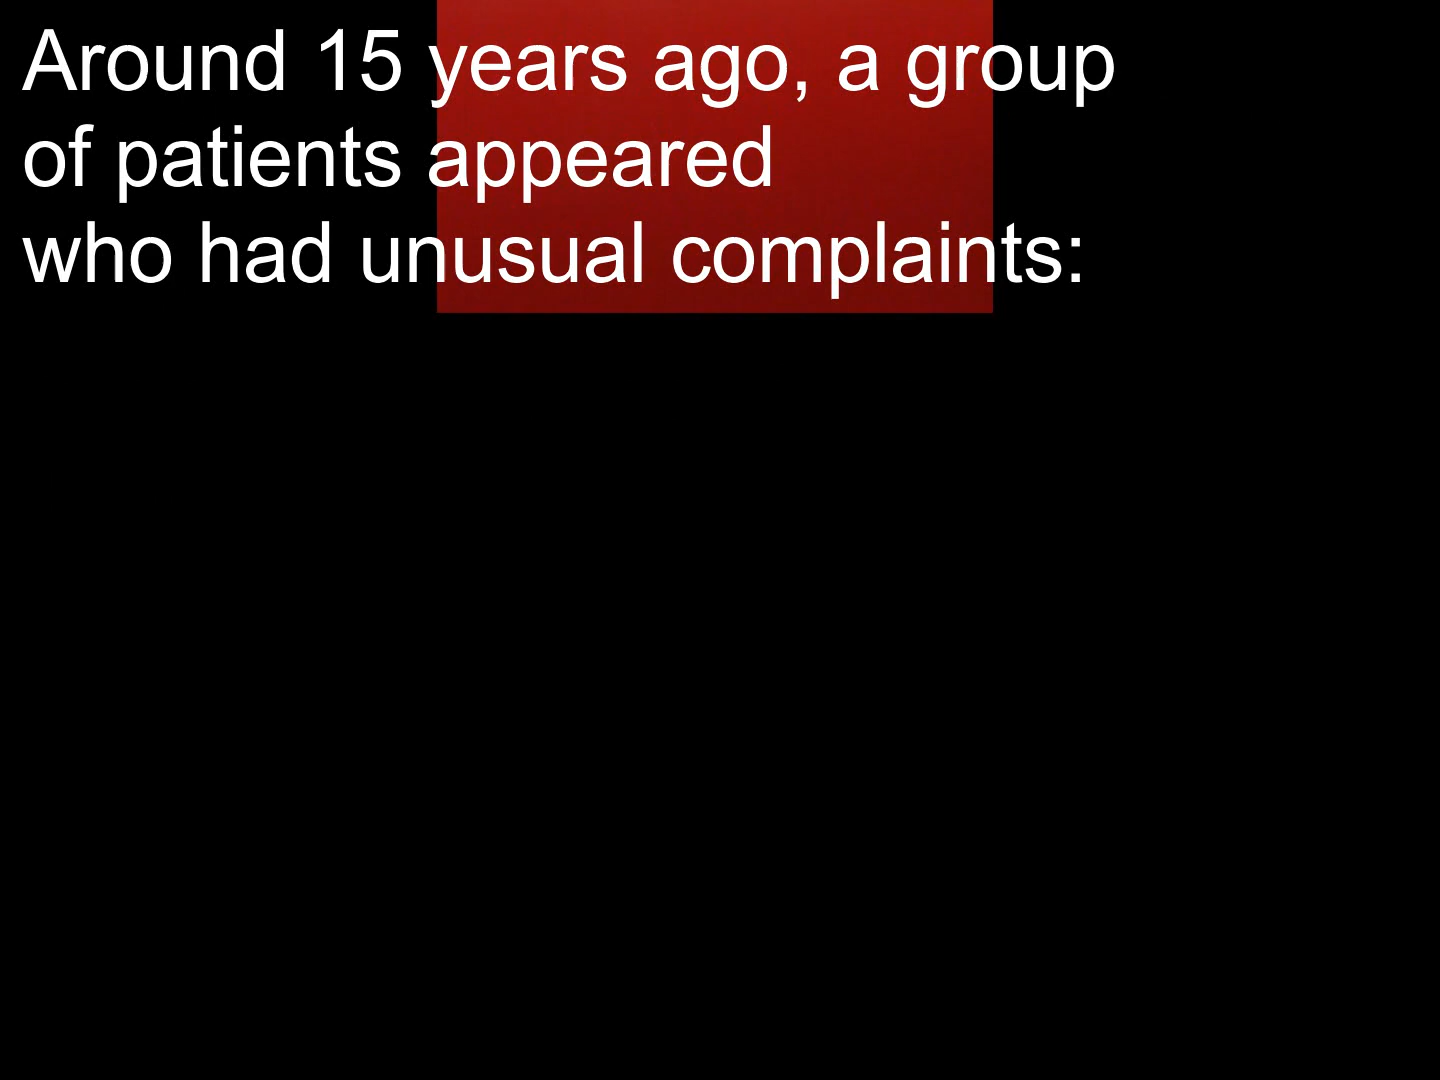 Around 15 years ago, a group
of patients appeared
who had unusual complaints: